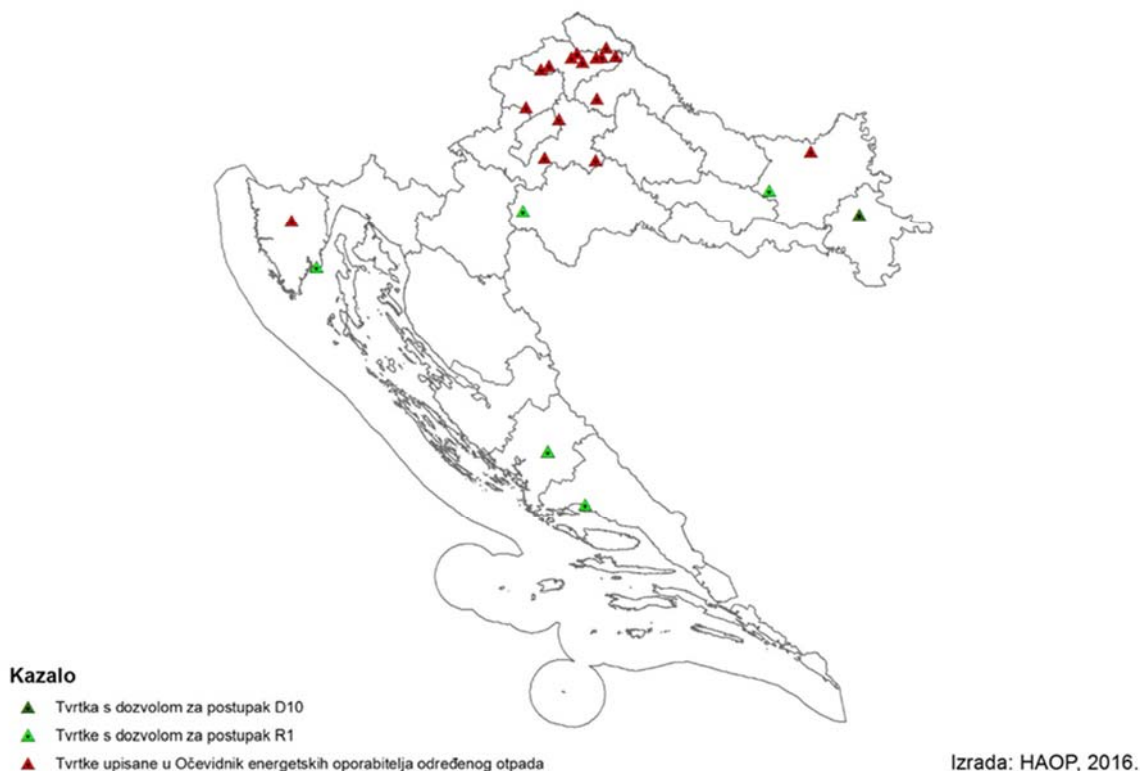 Kazalo
Tvrtka s dozvolom za postupak D10
Tvrtke s dozvolom za postupak R1
Tvrtke upisane u Očevidnik energetskih oporabitelja određenog otpada
Izrada: HAOP, 2016.